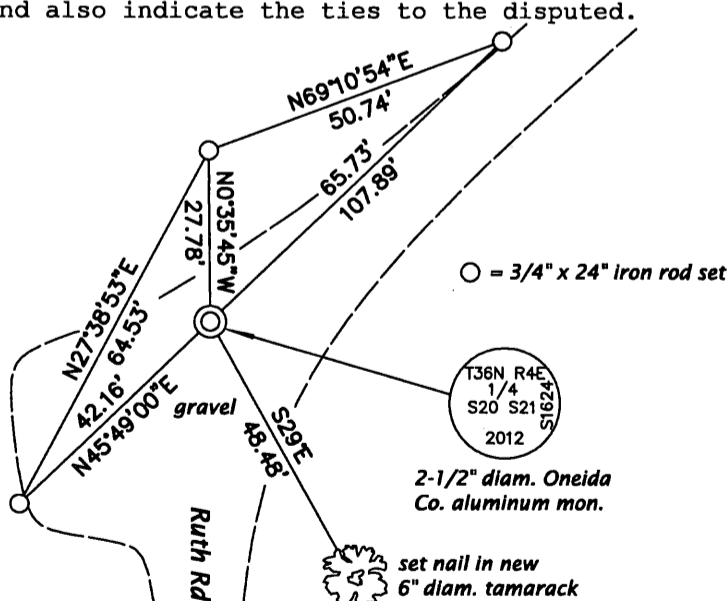 nd also indicate the ties to the disputed.
N69°10'54"E
50.74'
65.73'
107.89'
N0°35'45"W
27.78'
N27°38'53"E
64.53'
42.16'
N45°49'00"E
gravel
S29°E
48.48'
Ruth Rd
= 3/4" x 24" iron rod set
T36N R4E
1/4
S20 S21
2012
S1624
2-1/2" diam. Oneida
Co. aluminum mon.
set nail in new
6" diam. tamarack